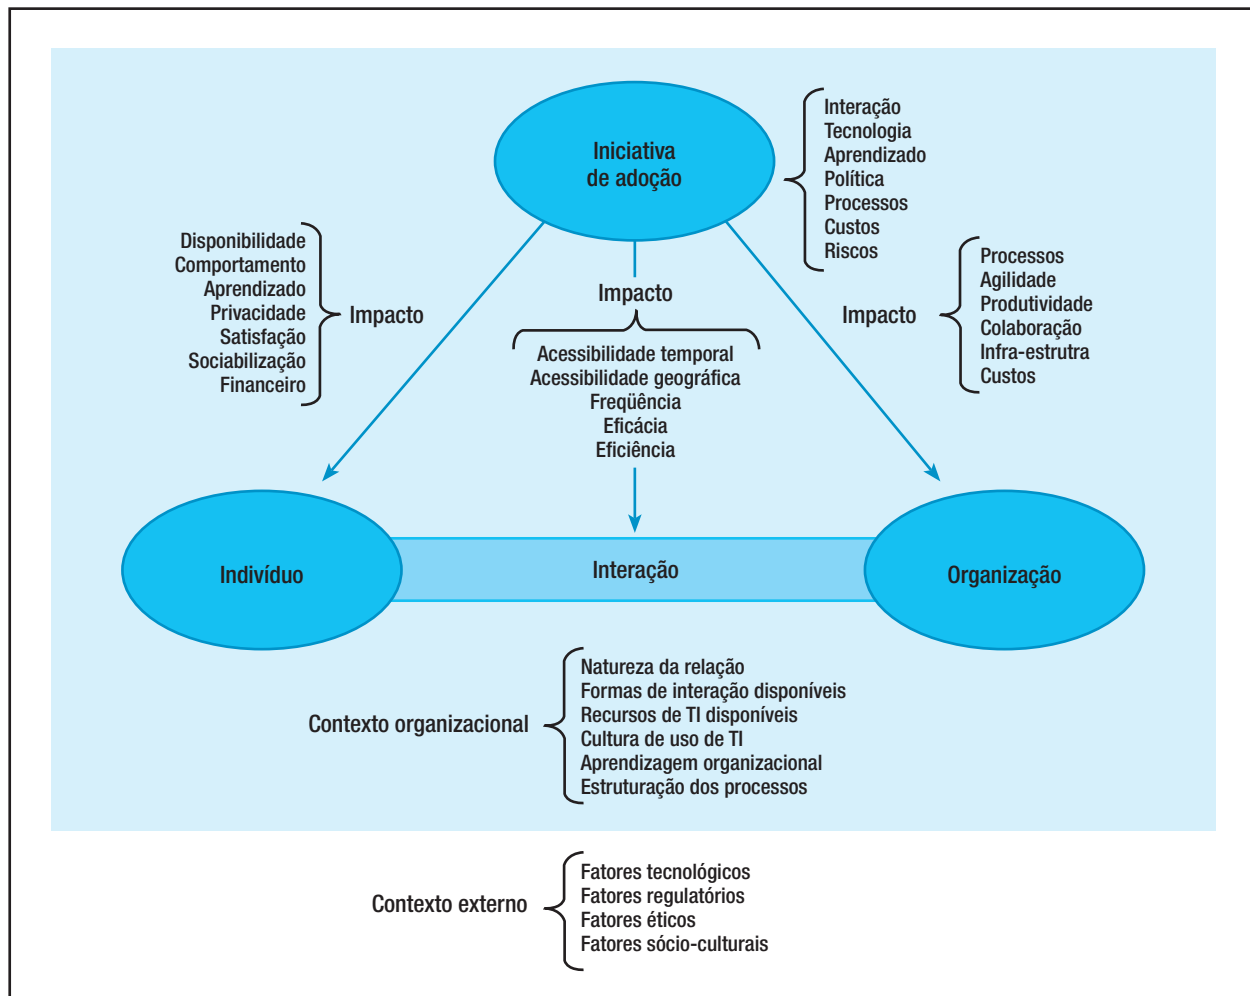 Iniciativa
de adoção
Interação
Tecnologia
Aprendizado
Política
Processos
Custos
Riscos
Disponibilidade
Comportamento
Aprendizado
Privacidade
Satisfação
Sociabilização
Financeiro
Impacto
Impacto
Acessibilidade temporal
Acessibilidade geográfica
Freqüência
Eficácia
Eficiência
Impacto
Processos
Agilidade
Produtividade
Colaboração
Infra-estrutra
Custos
Indivíduo
Interação
Organização
Contexto organizacional
Natureza da relação
Formas de interação disponíveis
Recursos de TI disponíveis
Cultura de uso de TI
Aprendizagem organizacional
Estruturação dos processos
Contexto externo
Fatores tecnológicos
Fatores regulatórios
Fatores éticos
Fatores sócio-culturais